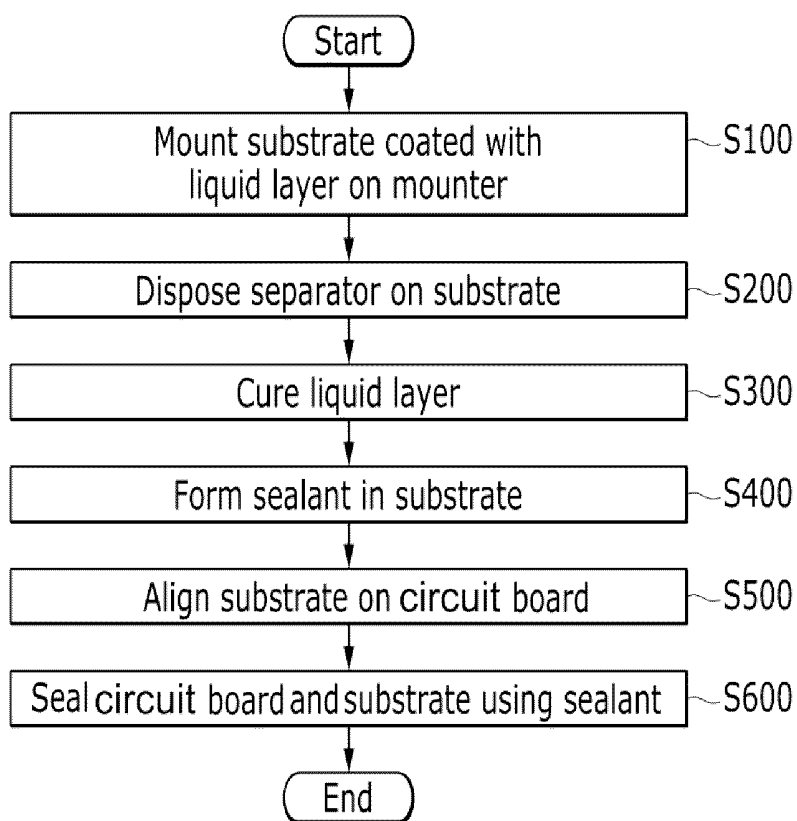 Start
Mount substrate coated with
liquid layer on mounter
S100
Dispose separator on substrate
S200
Cure liquid layer
S300
Form sealant in substrate
S400
Align substrate on circuit board
S500
Seal circuit board and substrate using sealant
S600
End